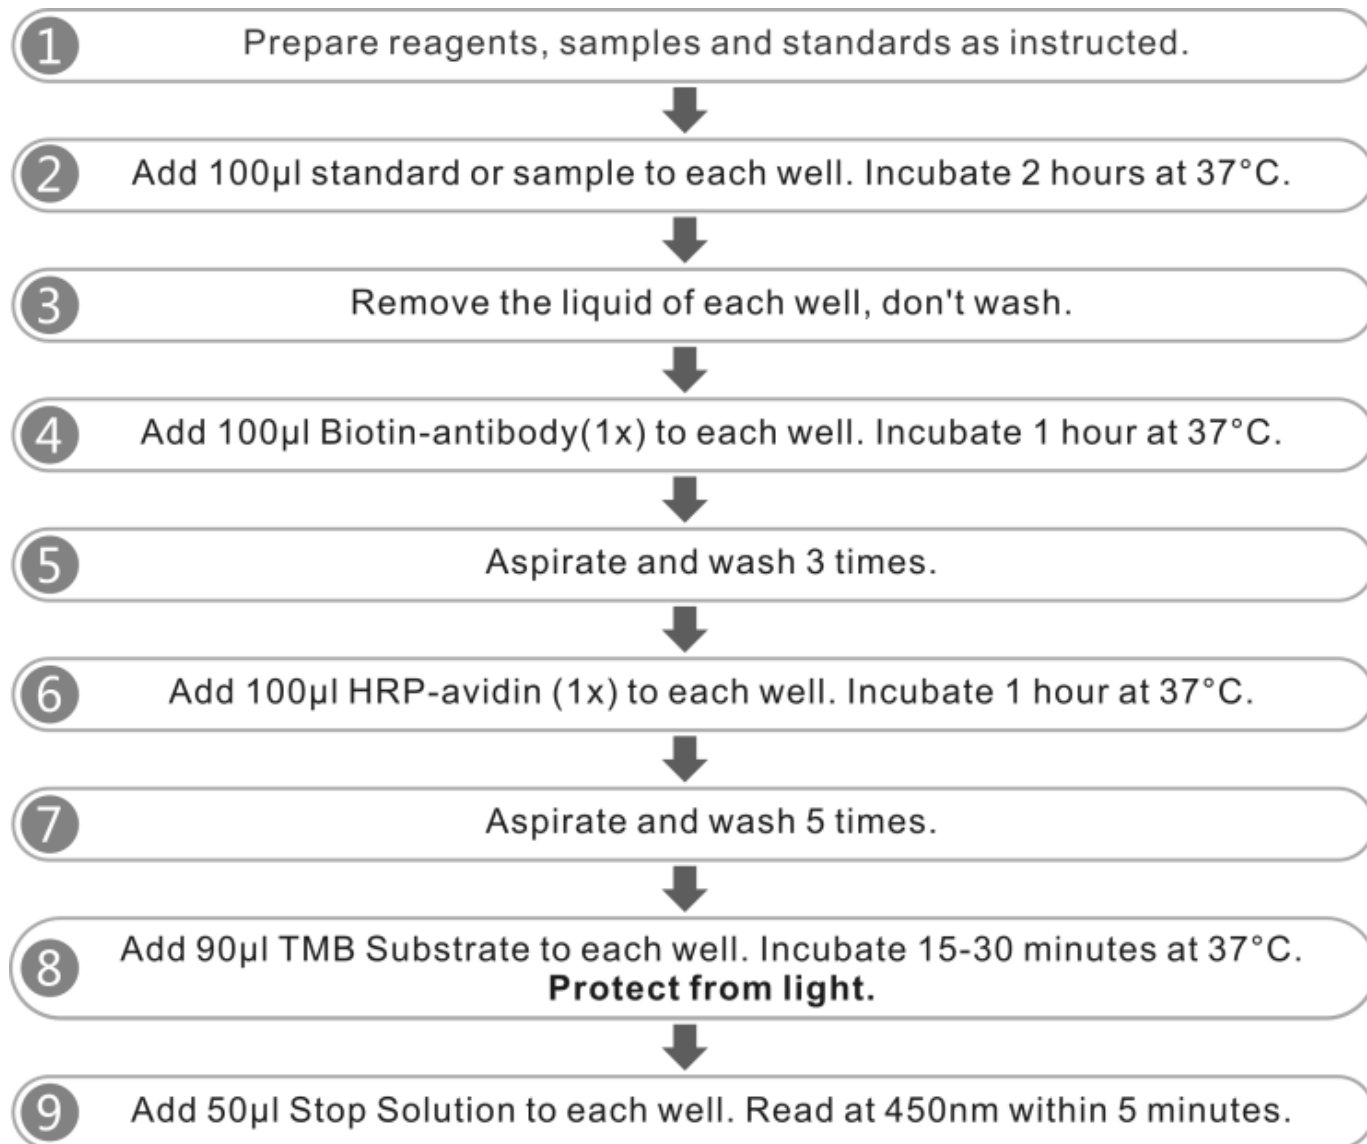 1 Prepare reagents, samples and standards as instructed.
2 Add 100µl standard or sample to each well. Incubate 2 hours at 37°C.
3 Remove the liquid of each well, don't wash.
4 Add 100µl Biotin-antibody(1x) to each well. Incubate 1 hour at 37°C.
5 Aspirate and wash 3 times.
6 Add 100µl HRP-avidin (1x) to each well. Incubate 1 hour at 37°C.
7 Aspirate and wash 5 times.
8 Add 90µl TMB Substrate to each well. Incubate 15-30 minutes at 37°C.
Protect from light.
9 Add 50µl Stop Solution to each well. Read at 450nm within 5 minutes.